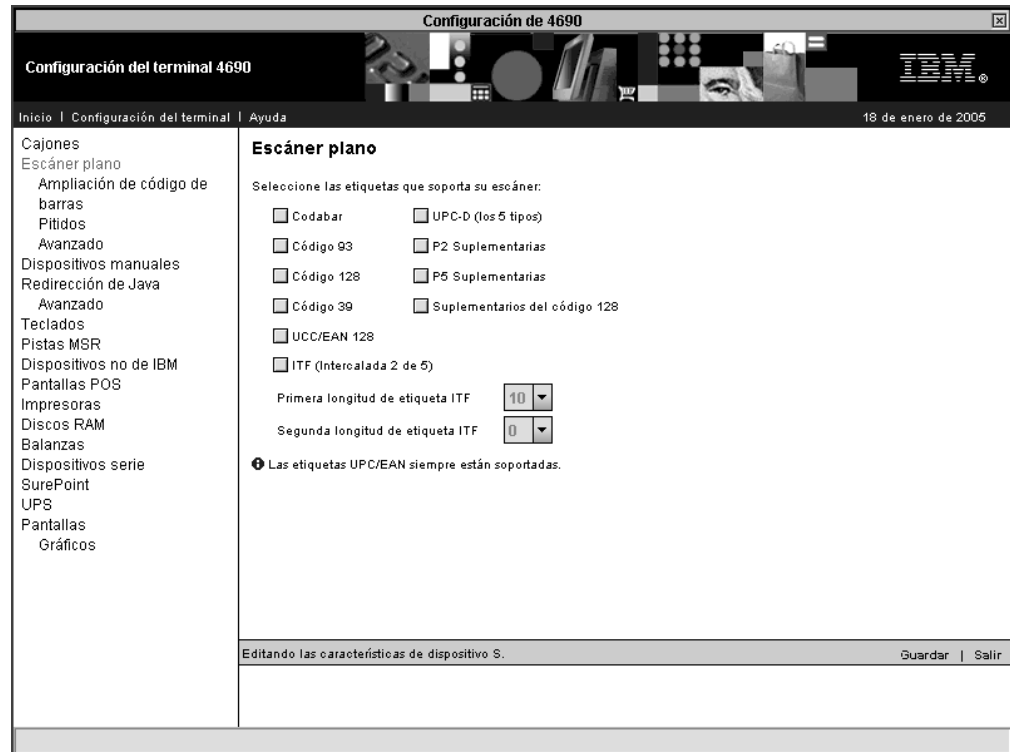 Configuración de 4690
Configuración del terminal 4690
IBM®
Inicio | Configuración del terminal | Ayuda
18 de enero de 2005
Cajones
Escáner plano
Ampliación de código de
barras
Pitidos
Avanzado
Dispositivos manuales
Redirección de Java
Avanzado
Teclados
Pistas MSR
Dispositivos no de IBM
Pantallas POS
Impresoras
Discos RAM
Balanzas
Dispositivos serie
SurePoint
UPS
Pantallas
Gráficos
Escáner plano
Seleccione las etiquetas que soporta su escáner:
Codabar
UPC-D (los 5 tipos)
Código 93
P2 Suplementarias
Código 128
P5 Suplementarias
Código 39
Suplementarios del código 128
UCC/EAN 128
ITF (Intercalada 2 de 5)
Primera longitud de etiqueta ITF 10
Segunda longitud de etiqueta ITF 0
Las etiquetas UPC/EAN siempre están soportadas.
Editando las características de dispositivo S.
Guardar | Salir